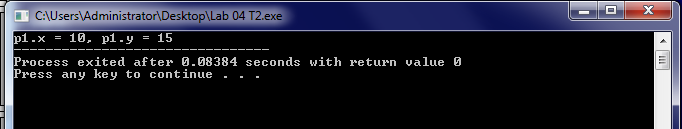 C:\Users\Administrator\Desktop\Lab 04 T2.exe
p1.x = 10, p1.y = 15
--------------------------------
Process exited after 0.08384 seconds with return value 0
Press any key to continue . . .